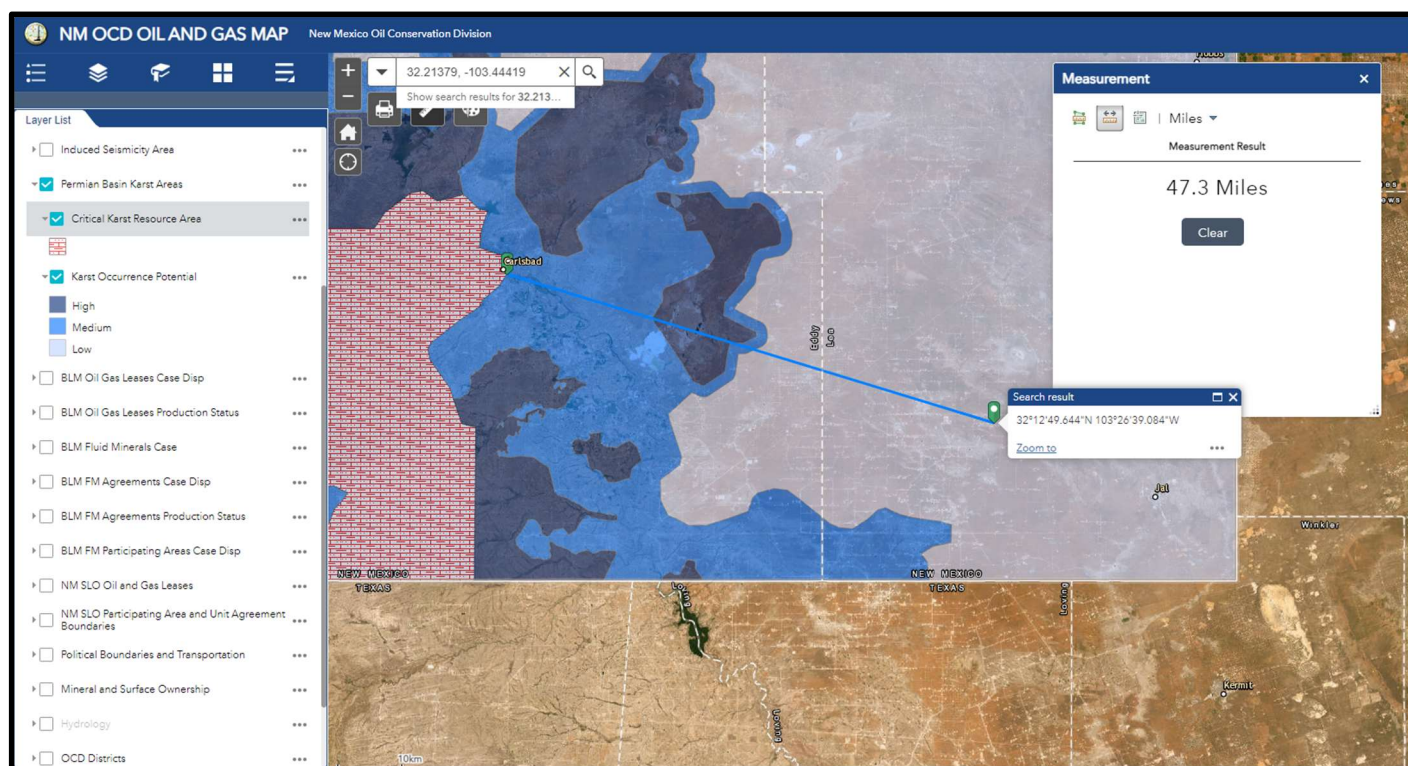 NM OCD OIL AND GAS MAP
New Mexico Oil Conservation Division
Layer List
Induced Seismicity Area
Permian Basin Karst Areas
Critical Karst Resource Area
Karst Occurrence Potential
High
Medium
Low
BLM Oil Gas Leases Case Disp
BLM Oil Gas Leases Production Status
BLM Fluid Minerals Case
BLM FM Agreements Case Disp
BLM FM Agreements Production Status
BLM FM Participating Areas Case Disp
NM SLO Oil and Gas Leases
NM SLO Participating Area and Unit Agreement
Boundaries
Political Boundaries and Transportation
Mineral and Surface Ownership
Hydrology
OCD Districts
+
−
32.21379, -103.44419
Show search results for 32.213...
Carlsbad
Eddy
Lea
Measurement
Miles
Measurement Result
47.3 Miles
Clear
Search result
32°12'49.644"N 103°26'39.084"W
Zoom to
Jal
Winkler
NEW MEXICO
TEXAS
NEW MEXICO
TEXAS
Loving
Loving
Kermit
10km